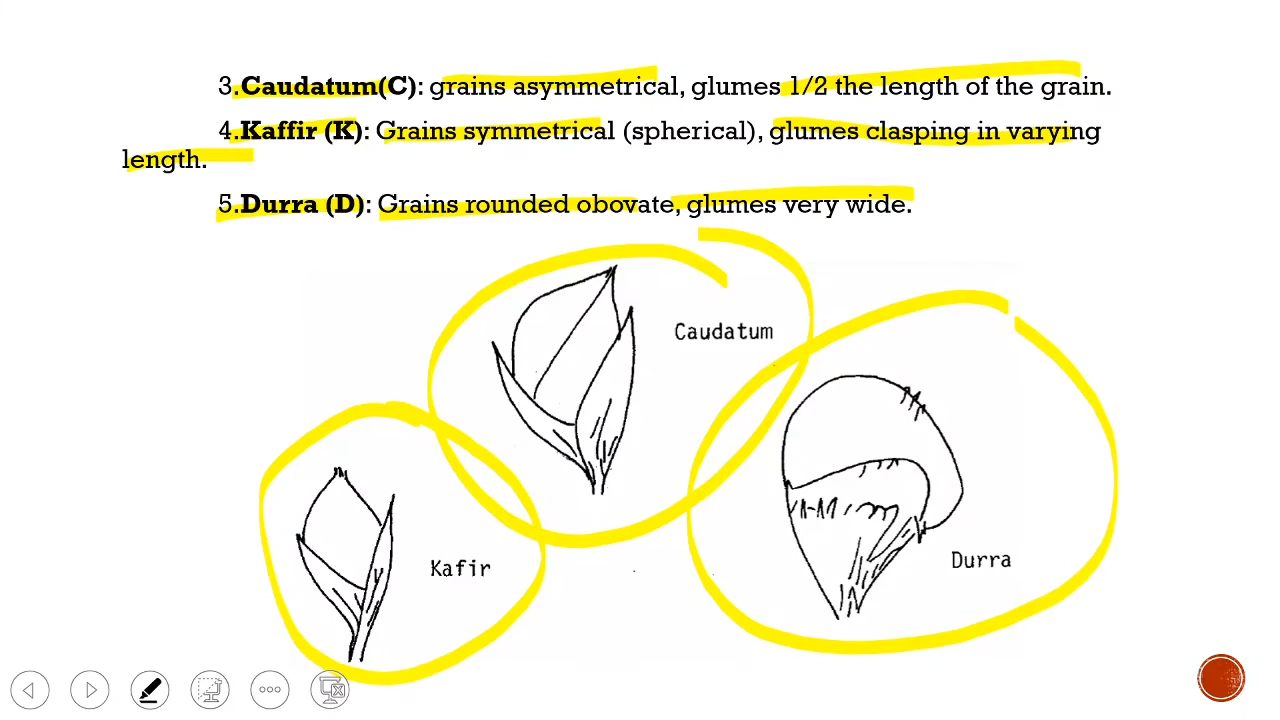 3.Caudatum(C): grains asymmetrical, glumes 1/2 the length of the grain.
4.Kaffir (K): Grains symmetrical (spherical), glumes clasping in varying
length.
5.Durra (D): Grains rounded obovate, glumes very wide.
Caudatum
Kafir
Durra